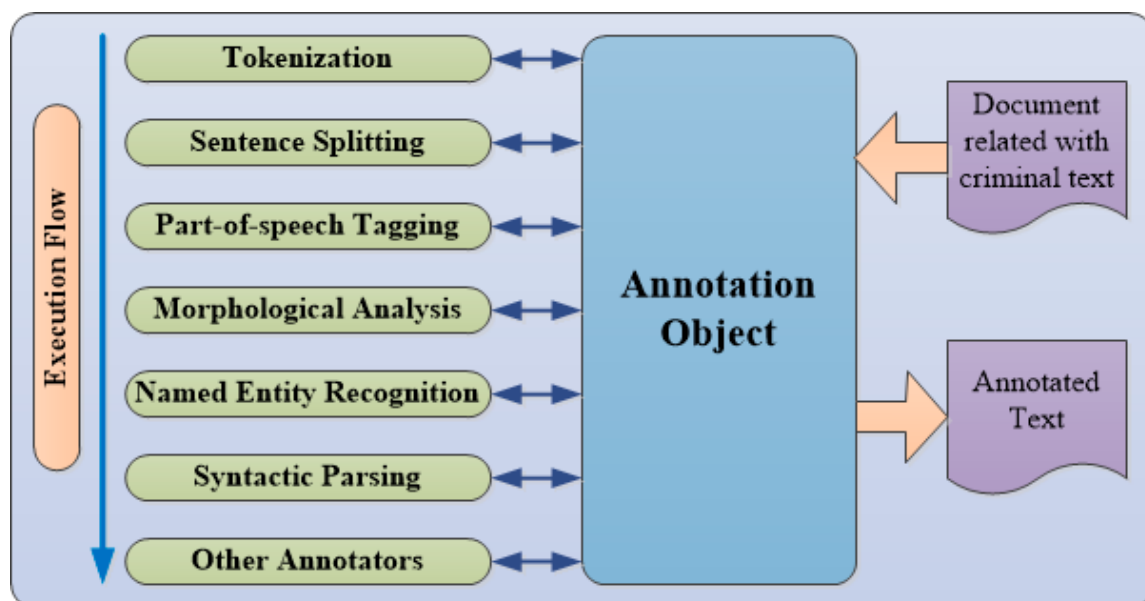 Execution Flow
Tokenization
Sentence Splitting
Part-of-speech Tagging
Morphological Analysis
Named Entity Recognition
Syntactic Parsing
Other Annotators
Annotation
Object
Document
related with
criminal text
Annotated
Text